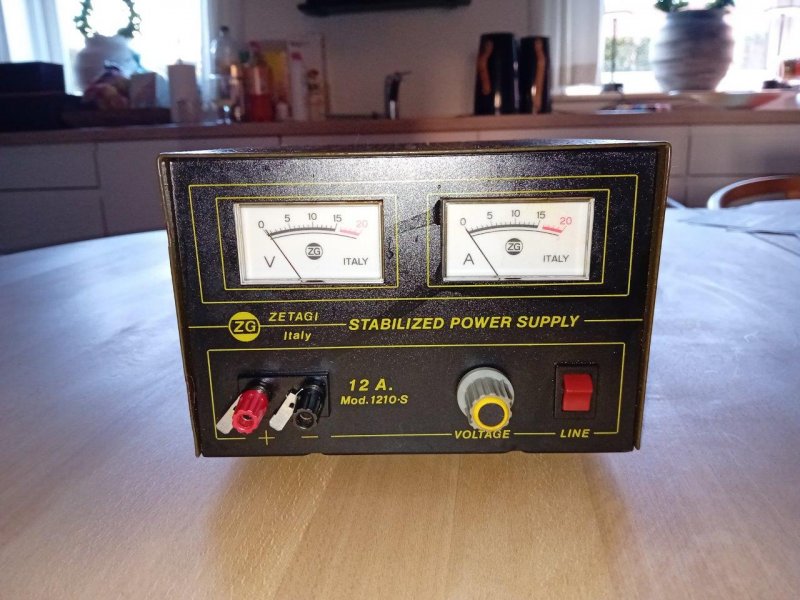 0 5 10 15 20
ZG
V ITALY
0 5 10 15 20
ZG
A ITALY
ZG ZETAGI
Italy
STABILIZED POWER SUPPLY
12 A.
Mod.1210-S
+ −
VOLTAGE
LINE